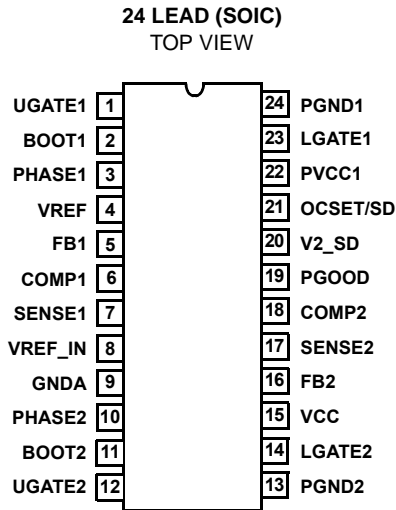 24 LEAD (SOIC)
TOP VIEW
UGATE1 1 24 PGND1
BOOT1 2 23 LGATE1
PHASE1 3 22 PVCC1
VREF 4 21 OCSET/SD
FB1 5 20 V2_SD
COMP1 6 19 PGOOD
SENSE1 7 18 COMP2
VREF_IN 8 17 SENSE2
GNDA 9 16 FB2
PHASE2 10 15 VCC
BOOT2 11 14 LGATE2
UGATE2 12 13 PGND2